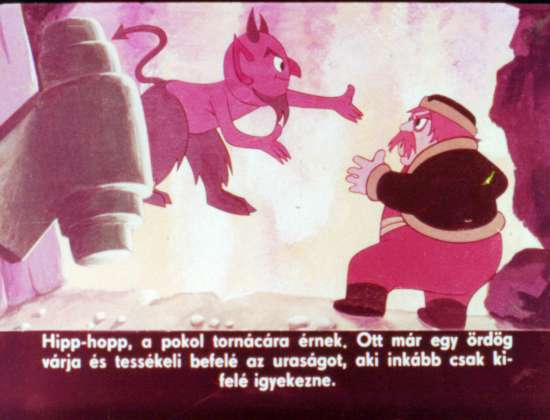 Hipp-hopp, a pokol tornácára érnek. Ott már egy ördög
várja és tessékeli befelé az uraságot, aki inkább csak ki-
felé igyekezne.